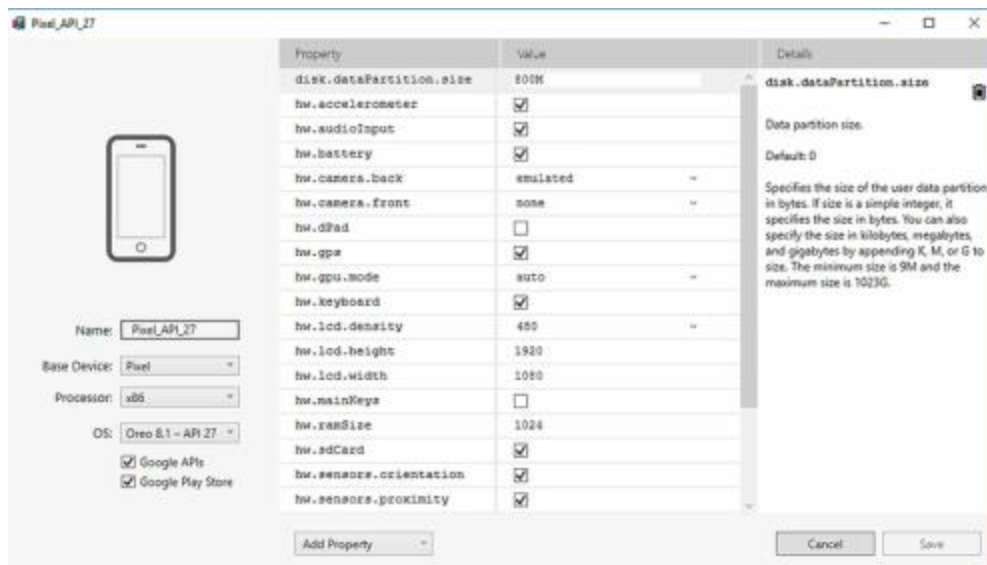 Pixel_API_27
Property Value Details
disk.dataPartition.size 800M
hw.accelerometer
hw.audioInput
hw.battery
hw.camera.back emulated
hw.camera.front none
hw.dPad
hw.gps
hw.gpu.mode auto
hw.keyboard
hw.lcd.density 480
hw.lcd.height 1920
hw.lcd.width 1080
hw.mainKeys
hw.ramSize 1024
hw.sdCard
hw.sensors.orientation
hw.sensors.proximity
Add Property
Name: Pixel_API_27
Base Device: Pixel
Processor: x86
OS: Oreo 8.1 – API 27
Google APIs
Google Play Store
disk.dataPartition.size
Data partition size.
Default: 0
Specifies the size of the user data partition
in bytes. If size is a simple integer, it
specifies the size in bytes. You can also
specify the size in kilobytes, megabytes,
and gigabytes by appending K, M, or G to
size. The minimum size is 9M and the
maximum size is 1023G.
Cancel Save